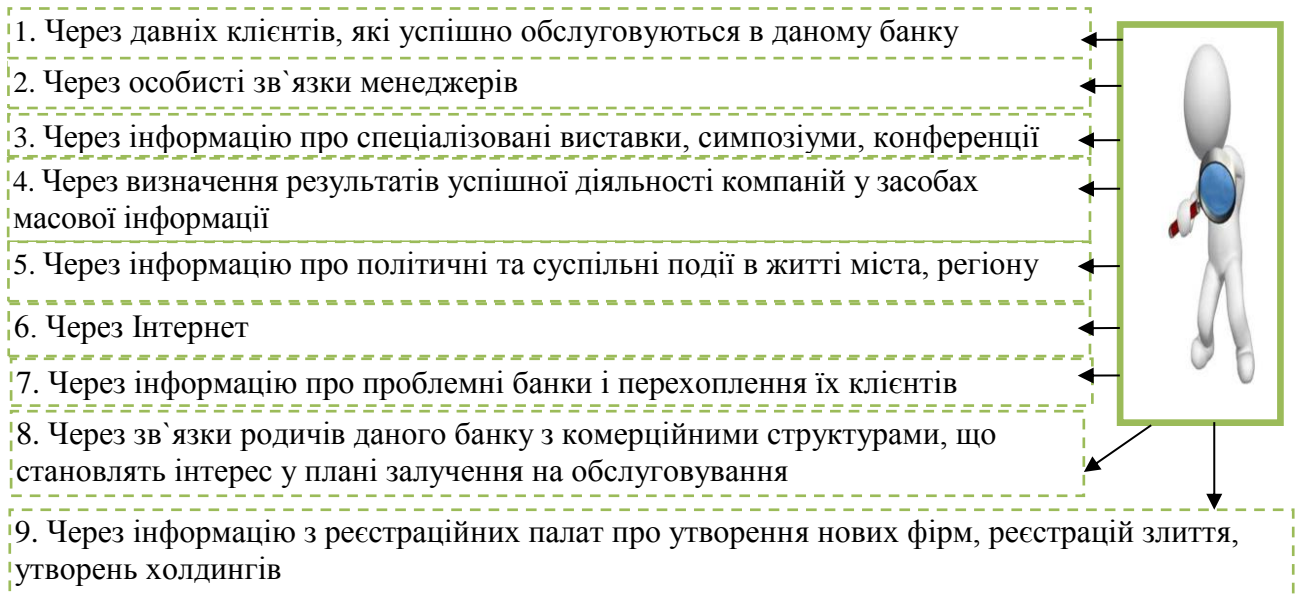 1. Через давніх клієнтів, які успішно обслуговуються в даному банку
2. Через особисті зв`язки менеджерів
3. Через інформацію про спеціалізовані виставки, симпозіуми, конференції
4. Через визначення результатів успішної діяльності компаній у засобах
масової інформації
5. Через інформацію про політичні та суспільні події в житті міста, регіону
6. Через Інтернет
7. Через інформацію про проблемні банки і перехоплення їх клієнтів
8. Через зв`язки родичів даного банку з комерційними структурами, що
становлять інтерес у плані залучення на обслуговування
9. Через інформацію з реєстраційних палат про утворення нових фірм, реєстрацій злиття,
утворень холдингів